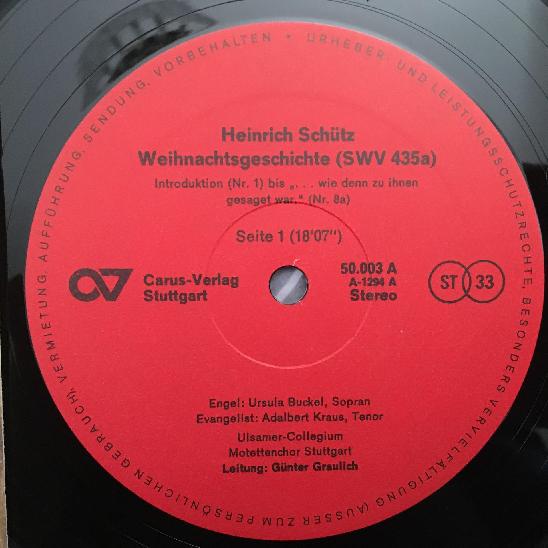 Heinrich Schütz
Weihnachtsgeschichte (SWV 435a)
Introduktion (Nr. 1) bis „. . . wie denn zu ihnen
gesaget war." (Nr. 8a)
Seite 1 (18'07")
Carus-Verlag
Stuttgart
50.003 A
A-1294 A
Stereo
ST 33
Engel: Ursula Buckel, Sopran
Evangelist: Adalbert Kraus, Tenor
Ulsamer-Collegium
Motettenchor Stuttgart
Leitung: Günter Graulich
URHEBER- UND LEISTUNGSSCHUTZRECHTE, BESONDERS VERVIELFÄLTIGUNG (AUSSER ZUM PERSÖNLICHEN GEBRAUCH), VERMIETUNG, AUFFÜHRUNG, SENDUNG, VORBEHALTEN •